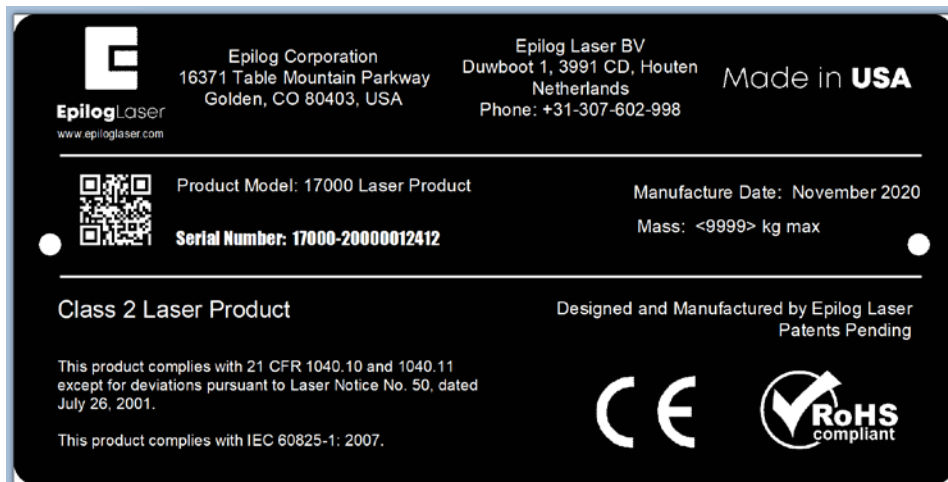 EpilogLaser
www.epiloglaser.com
Epilog Corporation
16371 Table Mountain Parkway
Golden, CO 80403, USA
Epilog Laser BV
Duwboot 1, 3991 CD, Houten
Netherlands
Phone: +31-307-602-998
Made in USA
Product Model: 17000 Laser Product
Serial Number: 17000-20000012412
Manufacture Date:  November 2020
Mass:  <9999> kg max
Class 2 Laser Product
This product complies with 21 CFR 1040.10 and 1040.11
except for deviations pursuant to Laser Notice No. 50, dated
July 26, 2001.
This product complies with IEC 60825-1: 2007.
Designed and Manufactured by Epilog Laser
Patents Pending
CE
RoHS
compliant